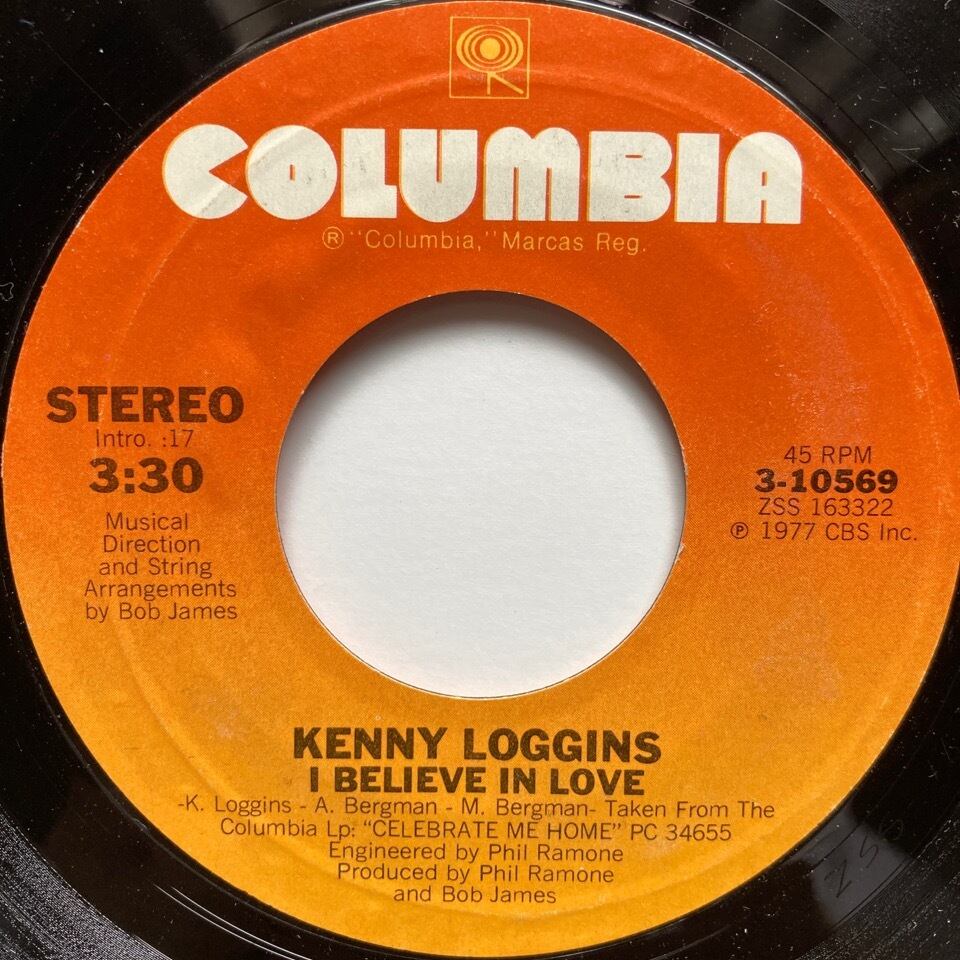 COLUMBIA
® "Columbia," Marcas Reg.
STEREO
Intro. :17
3:30
Musical
Direction
and String
Arrangements
by Bob James
45 RPM
3-10569
ZSS 163322
℗ 1977 CBS Inc.
KENNY LOGGINS
I BELIEVE IN LOVE
-K. Loggins - A. Bergman - M. Bergman- Taken From The
Columbia Lp: "CELEBRATE ME HOME" PC 34655
Engineered by Phil Ramone
Produced by Phil Ramone
and Bob James